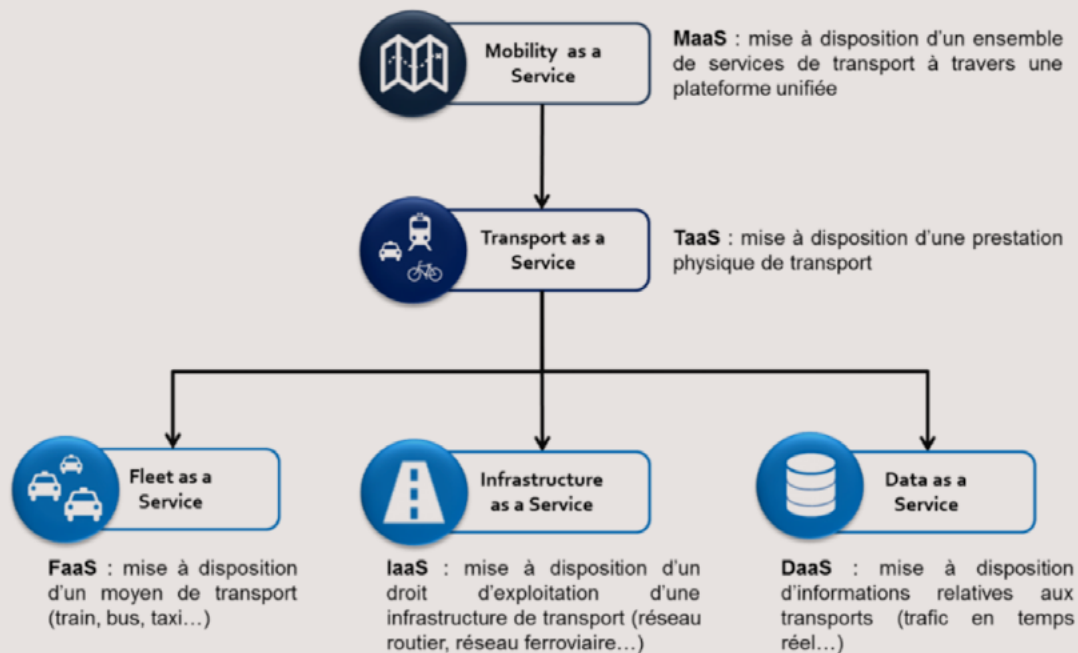 Mobility as a
Service
MaaS : mise à disposition d'un ensemble
de services de transport à travers une
plateforme unifiée
Transport as a
Service
TaaS : mise à disposition d'une prestation
physique de transport
Fleet as a
Service
FaaS : mise à disposition
d'un moyen de transport
(train, bus, taxi…)
Infrastructure
as a Service
IaaS : mise à disposition d'un
droit d'exploitation d'une
infrastructure de transport (réseau
routier, réseau ferroviaire…)
Data as a
Service
DaaS : mise à disposition
d'informations relatives aux
transports (trafic en temps
réel…)